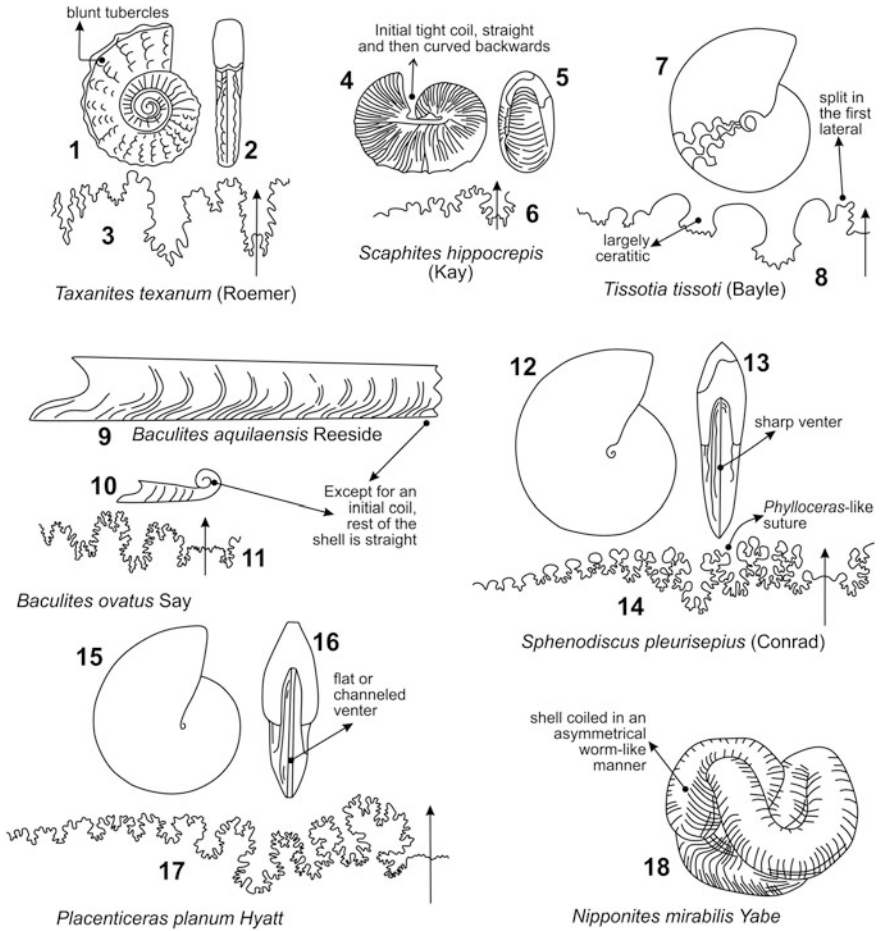 blunt tubercles
1
2
3
Taxanites texanum (Roemer)
Initial tight coil, straight
and then curved backwards
4
5
6
Scaphites hippocrepis
(Kay)
7
split in
the first
lateral
largely
ceratitic
8
Tissotia tissoti (Bayle)
9
Baculites aquilaensis Reeside
10
Except for an
initial coil,
rest of the
shell is straight
11
Baculites ovatus Say
12
13
sharp venter
Phylloceras-like
suture
14
Sphenodiscus pleurisepius (Conrad)
15
16
flat or
channeled
venter
17
Placenticeras planum Hyatt
shell coiled in an
asymmetrical
worm-like
manner
18
Nipponites mirabilis Yabe